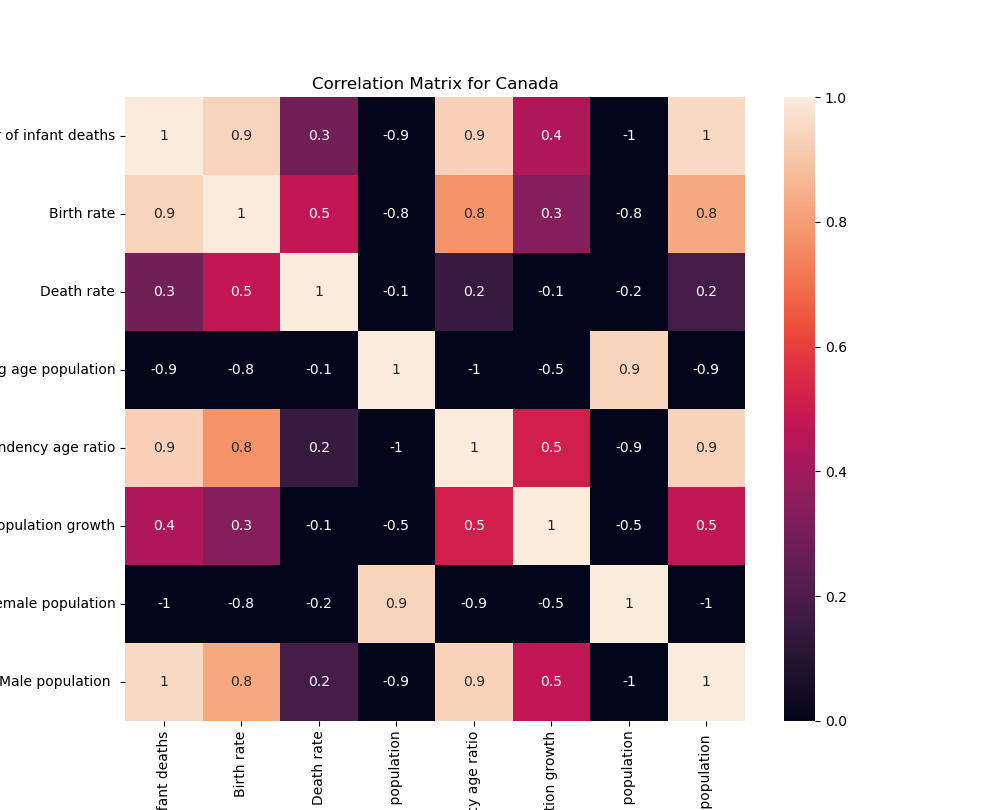 Correlation Matrix for Canada
of infant deaths 1 0.9 0.3 -0.9 0.9 0.4 -1 1
Birth rate 0.9 1 0.5 -0.8 0.8 0.3 -0.8 0.8
Death rate 0.3 0.5 1 -0.1 0.2 -0.1 -0.2 0.2
age population -0.9 -0.8 -0.1 1 -1 -0.5 0.9 -0.9
age ratio 0.9 0.8 0.2 -1 1 0.5 -0.9 0.9
growth 0.4 0.3 -0.1 -0.5 0.5 1 -0.5 0.5
population -1 -0.8 -0.2 0.9 -0.9 -0.5 1 -1
Male population 1 0.8 0.2 -0.9 0.9 0.5 -1 1
deaths
Birth rate
Death rate
population
age ratio
growth
population
population
1.0
0.8
0.6
0.4
0.2
0.0